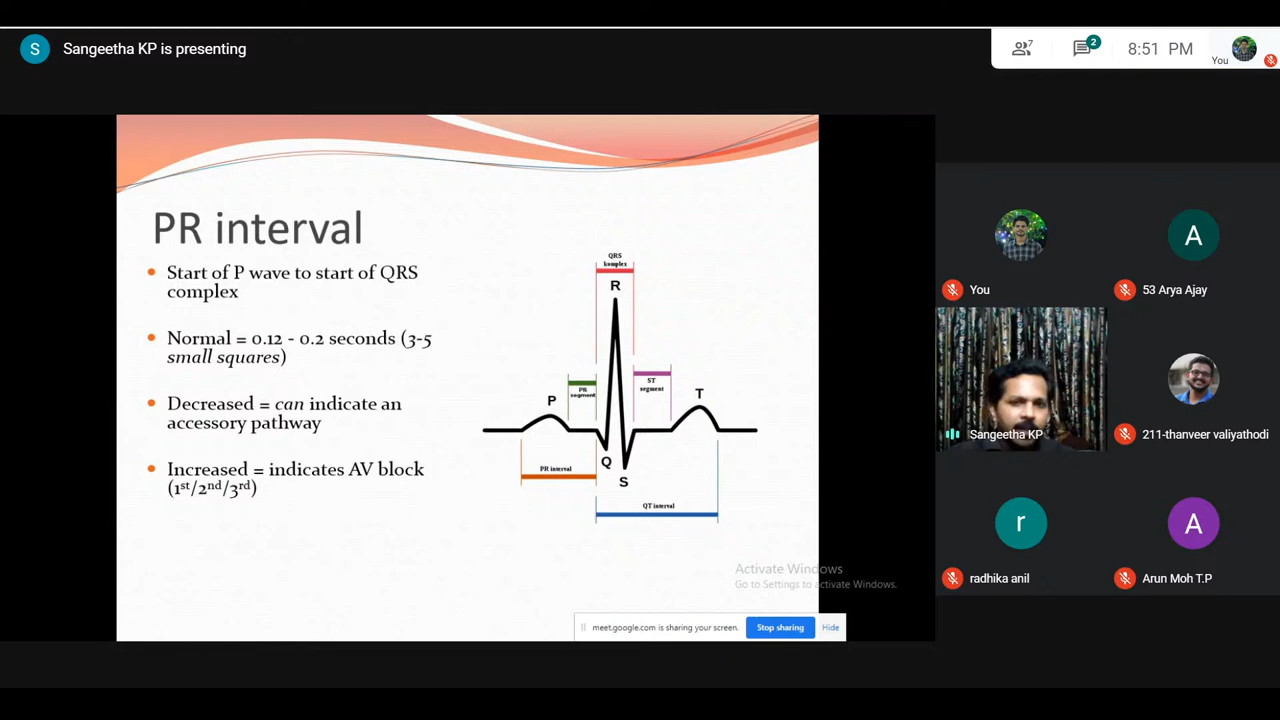 S
Sangeetha KP is presenting
7
2
8:51 PM
You
PR interval
Start of P wave to start of QRS
complex
Normal = 0.12 - 0.2 seconds (3-5
small squares)
Decreased = can indicate an
accessory pathway
Increased = indicates AV block
(1st/2nd/3rd)
QRS
komplex
R
PR
segment
ST
segment
P
T
Q
S
PR interval
QT interval
Activate Windows
Go to Settings to activate Windows.
meet.google.com is sharing your screen.
Stop sharing
Hide
You
A
53 Arya Ajay
Sangeetha KP
211-thanveer valiyathodi
r
radhika anil
A
Arun Moh T.P